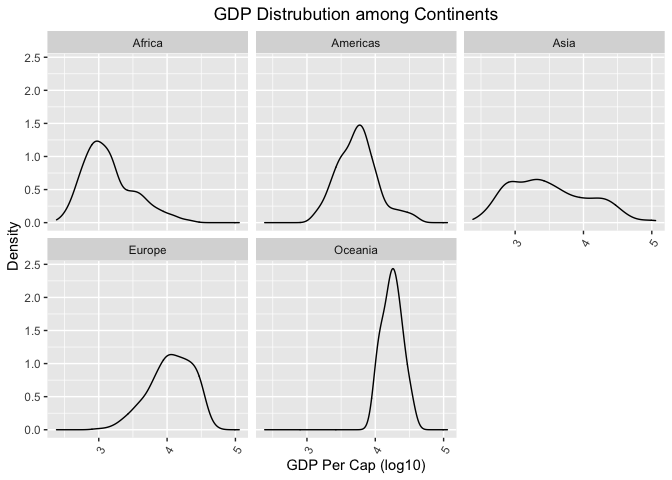 GDP Distrubution among Continents
Africa Americas Asia
2.5
2.0
1.5
1.0
0.5
0.0
3 4 5
Density
Europe Oceania
2.5
2.0
1.5
1.0
0.5
0.0
3 4 5 3 4 5
GDP Per Cap (log10)